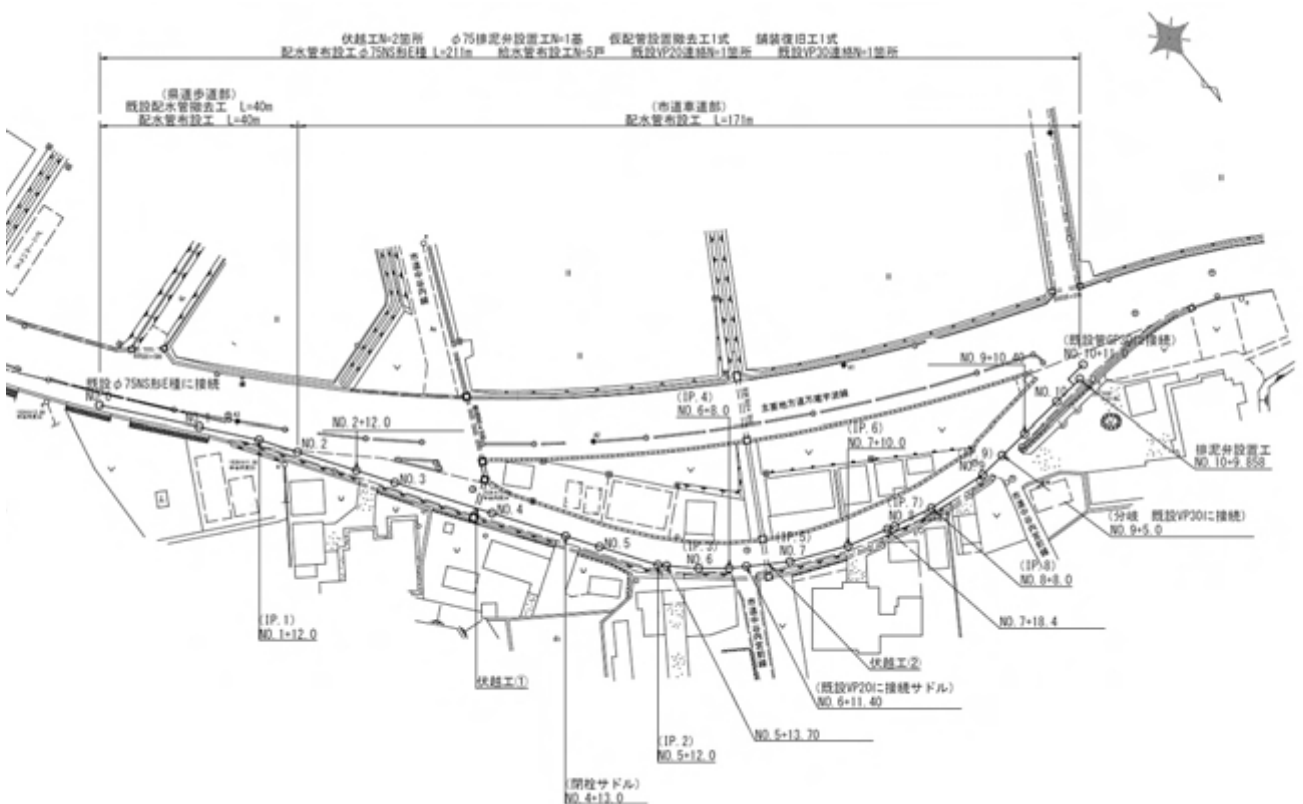 伏越工N=2箇所　φ75排泥弁設置工N=1基　仮配管設置撤去工1式　舗装復旧工1式
配水管布設工φ75NS形E種 L=211m　給水管布設工N=5戸　既設VP20連絡N=1箇所　既設VP30連絡N=1箇所
(県道歩道部)
既設配水管撤去工 L=40m
配水管布設工 L=40m
(市道車道部)
配水管布設工 L=171m
既設φ75NS形E種に接続
NO.2+12.0
NO.2
NO.3
NO.4
NO.5
(IP.3)
NO.6
(IP.4)
NO.6+8.0
主要地方道
(IP.5)
NO.7
(IP.6)
NO.7+10.0
(IP.7)
NO.8
NO.9+10.40
(既設管GP30に接続)
NO.10+11.0
NO.10
排泥弁設置工
NO.10+9.858
(分岐 既設VP30に接続)
NO.9+5.0
(IP.8)
NO.8+8.0
NO.7+18.4
伏越工②
(既設VP20に接続サドル)
NO.6+11.40
NO.5+13.70
(IP.2)
NO.5+12.0
(閉栓サドル)
NO.4+13.0
伏越工①
(IP.1)
NO.1+12.0